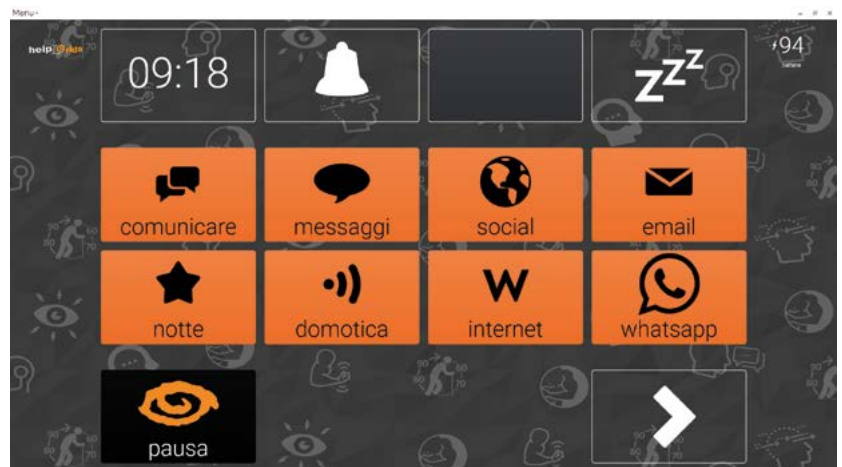 Menu
09:18
zzz
94
comunicare
messaggi
social
email
notte
domotica
W
internet
whatsapp
pausa